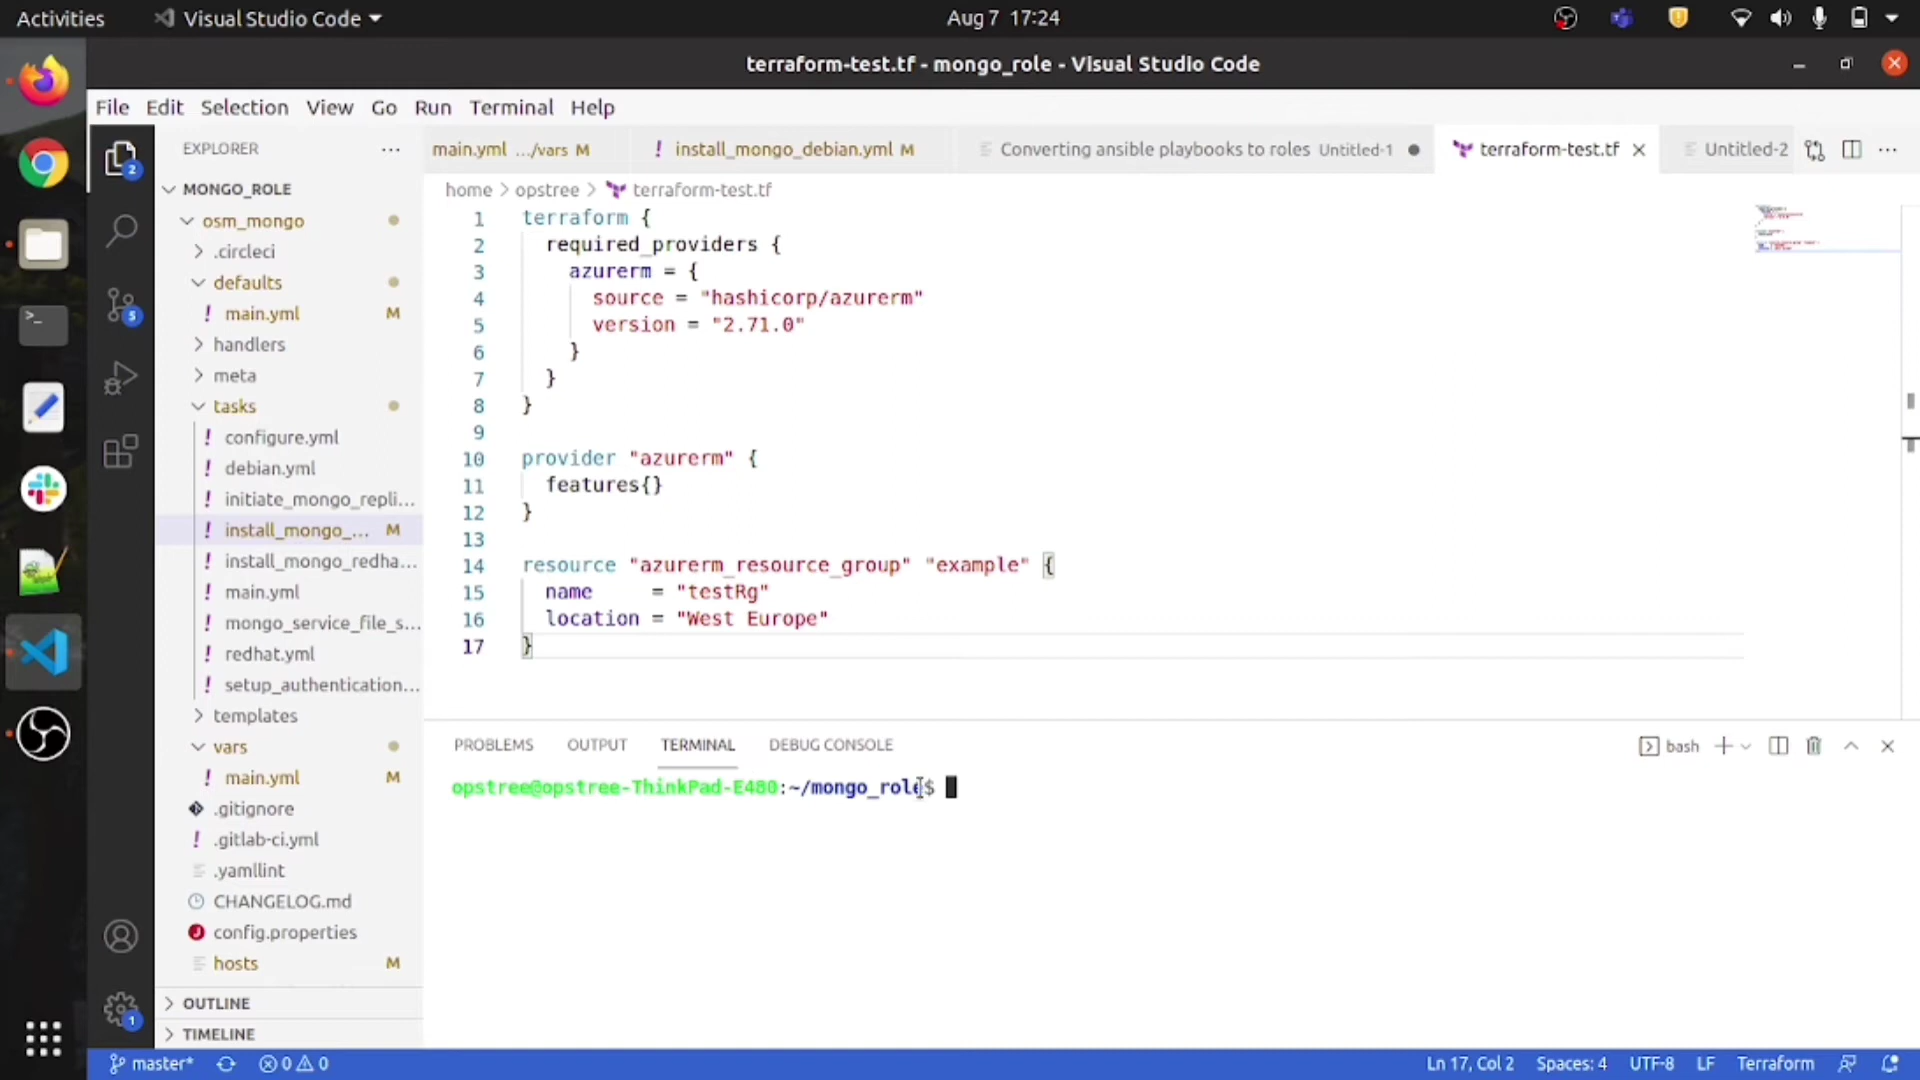 Activities
Visual Studio Code
Aug 7 17:24
terraform-test.tf - mongo_role - Visual Studio Code
File Edit Selection View Go Run Terminal Help
EXPLORER
main.yml .../vars M
! install_mongo_debian.yml M
Converting ansible playbooks to roles Untitled-1
terraform-test.tf
Untitled-2
home > opstree > terraform-test.tf
MONGO_ROLE
osm_mongo
.circleci
defaults
! main.yml M
handlers
meta
tasks
! configure.yml
! debian.yml
! initiate_mongo_repli...
! install_mongo_... M
! install_mongo_redha...
! main.yml
! mongo_service_file_s...
! redhat.yml
! setup_authentication...
templates
vars
! main.yml M
.gitignore
! .gitlab-ci.yml
.yamllint
CHANGELOG.md
config.properties
hosts M
OUTLINE
TIMELINE
2
5
1
1 terraform {
2 required_providers {
3 azurerm = {
4 source = "hashicorp/azurerm"
5 version = "2.71.0"
6 }
7 }
8 }
9
10 provider "azurerm" {
11 features{}
12 }
13
14 resource "azurerm_resource_group" "example" {
15 name     = "testRg"
16 location = "West Europe"
17 }
PROBLEMS OUTPUT TERMINAL DEBUG CONSOLE
bash
opstree@opstree-ThinkPad-E480:~/mongo_role$
master* 0 0
Ln 17, Col 2 Spaces: 4 UTF-8 LF Terraform